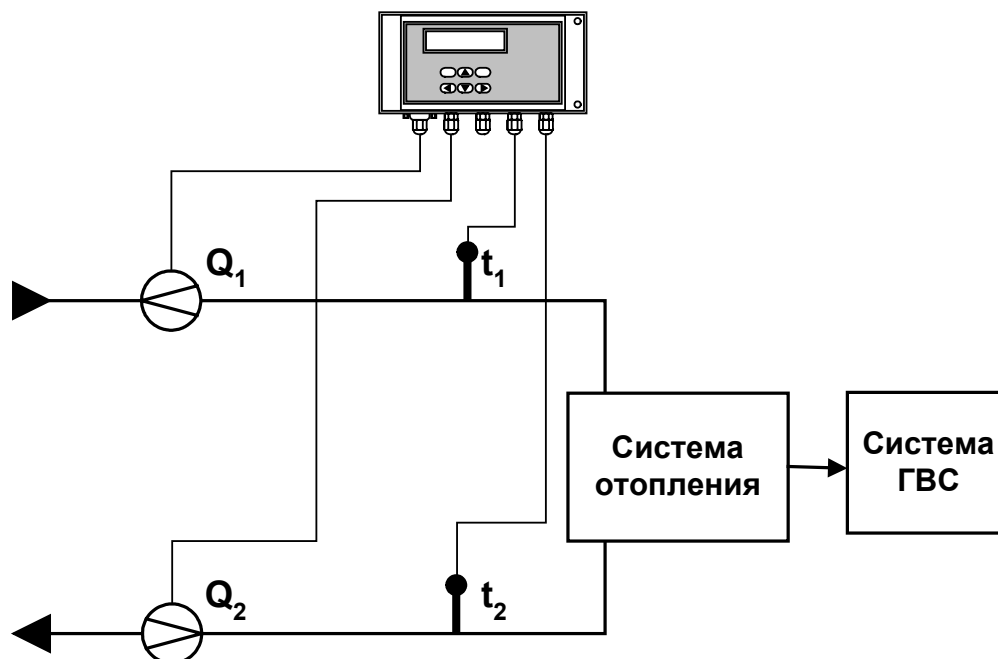 Q1
t1
Система
отопления
Система
ГВС
Q2
t2